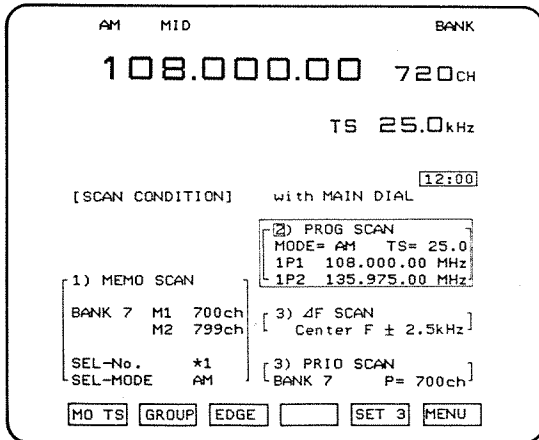 AM MID BANK
108.000.00 720CH
TS 25.0kHz
12:00
[SCAN CONDITION] with MAIN DIAL
2) PROG SCAN
MODE= AM TS= 25.0
1P1 108.000.00 MHz
1P2 135.975.00 MHz
1) MEMO SCAN
BANK 7 M1 700ch
M2 799ch
SEL-No. *1
SEL-MODE AM
3) ΔF SCAN
Center F ± 2.5kHz
3) PRIO SCAN
BANK 7 P= 700ch
MO TS GROUP EDGE SET 3 MENU